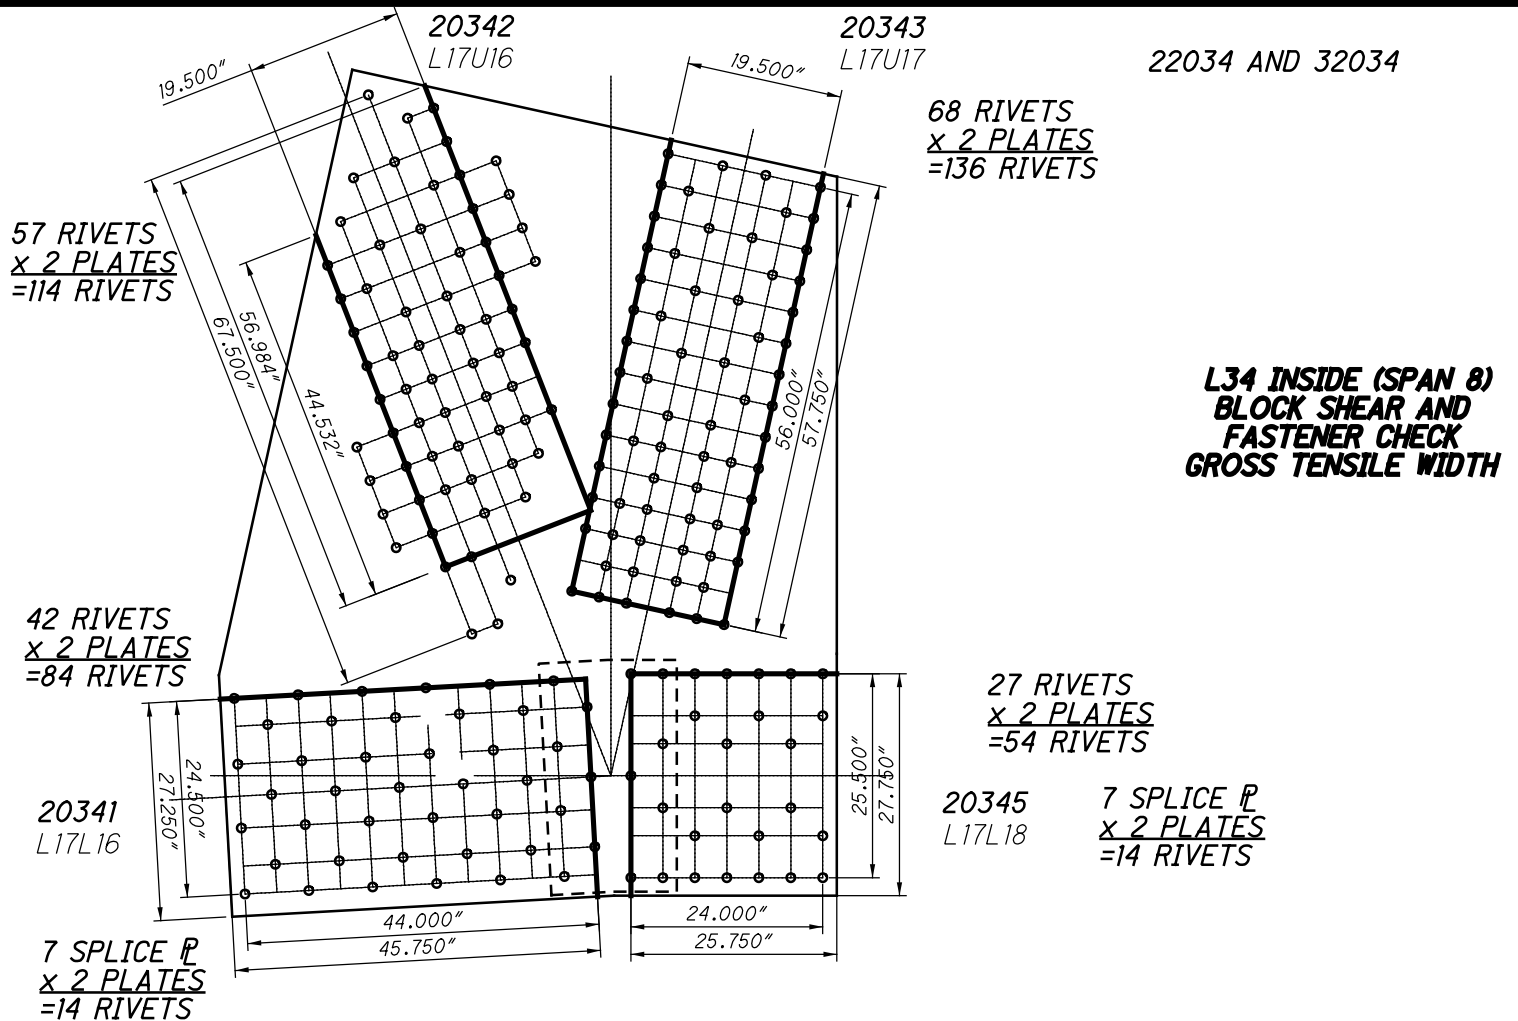 20342
L17U16
20343
L17U17
22034 AND 32034
19.500"
19.500"
68 RIVETS
x 2 PLATES
=136 RIVETS
57 RIVETS
x 2 PLATES
=114 RIVETS
67.500"
56.984"
44.532"
56.000"
57.750"
L34 INSIDE (SPAN 8)
BLOCK SHEAR AND
FASTENER CHECK
GROSS TENSILE WIDTH
42 RIVETS
x 2 PLATES
=84 RIVETS
27 RIVETS
x 2 PLATES
=54 RIVETS
27.250"
24.500"
25.500"
27.750"
20341
L17L16
20345
L17L18
7 SPLICE PL
x 2 PLATES
=14 RIVETS
44.000"
45.750"
24.000"
25.750"
7 SPLICE PL
x 2 PLATES
=14 RIVETS